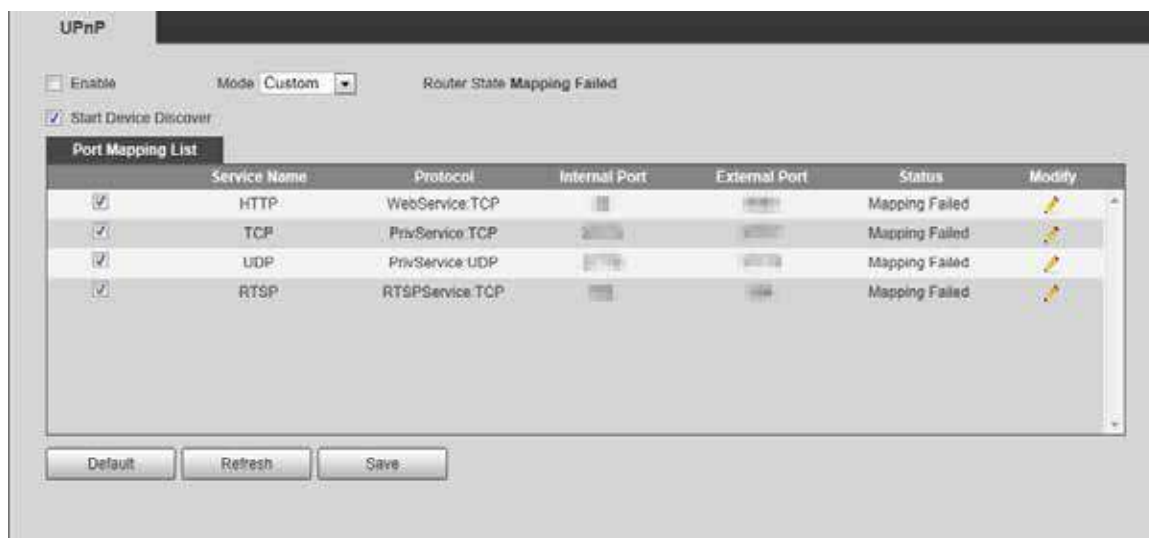 UPnP
Enable Mode Custom Router State Mapping Failed
Start Device Discover
Port Mapping List
Service Name Protocol Internal Port External Port Status Modify
HTTP WebService:TCP Mapping Failed
TCP PrivService:TCP Mapping Failed
UDP PrivService:UDP Mapping Failed
RTSP RTSPService:TCP Mapping Failed
Default Refresh Save